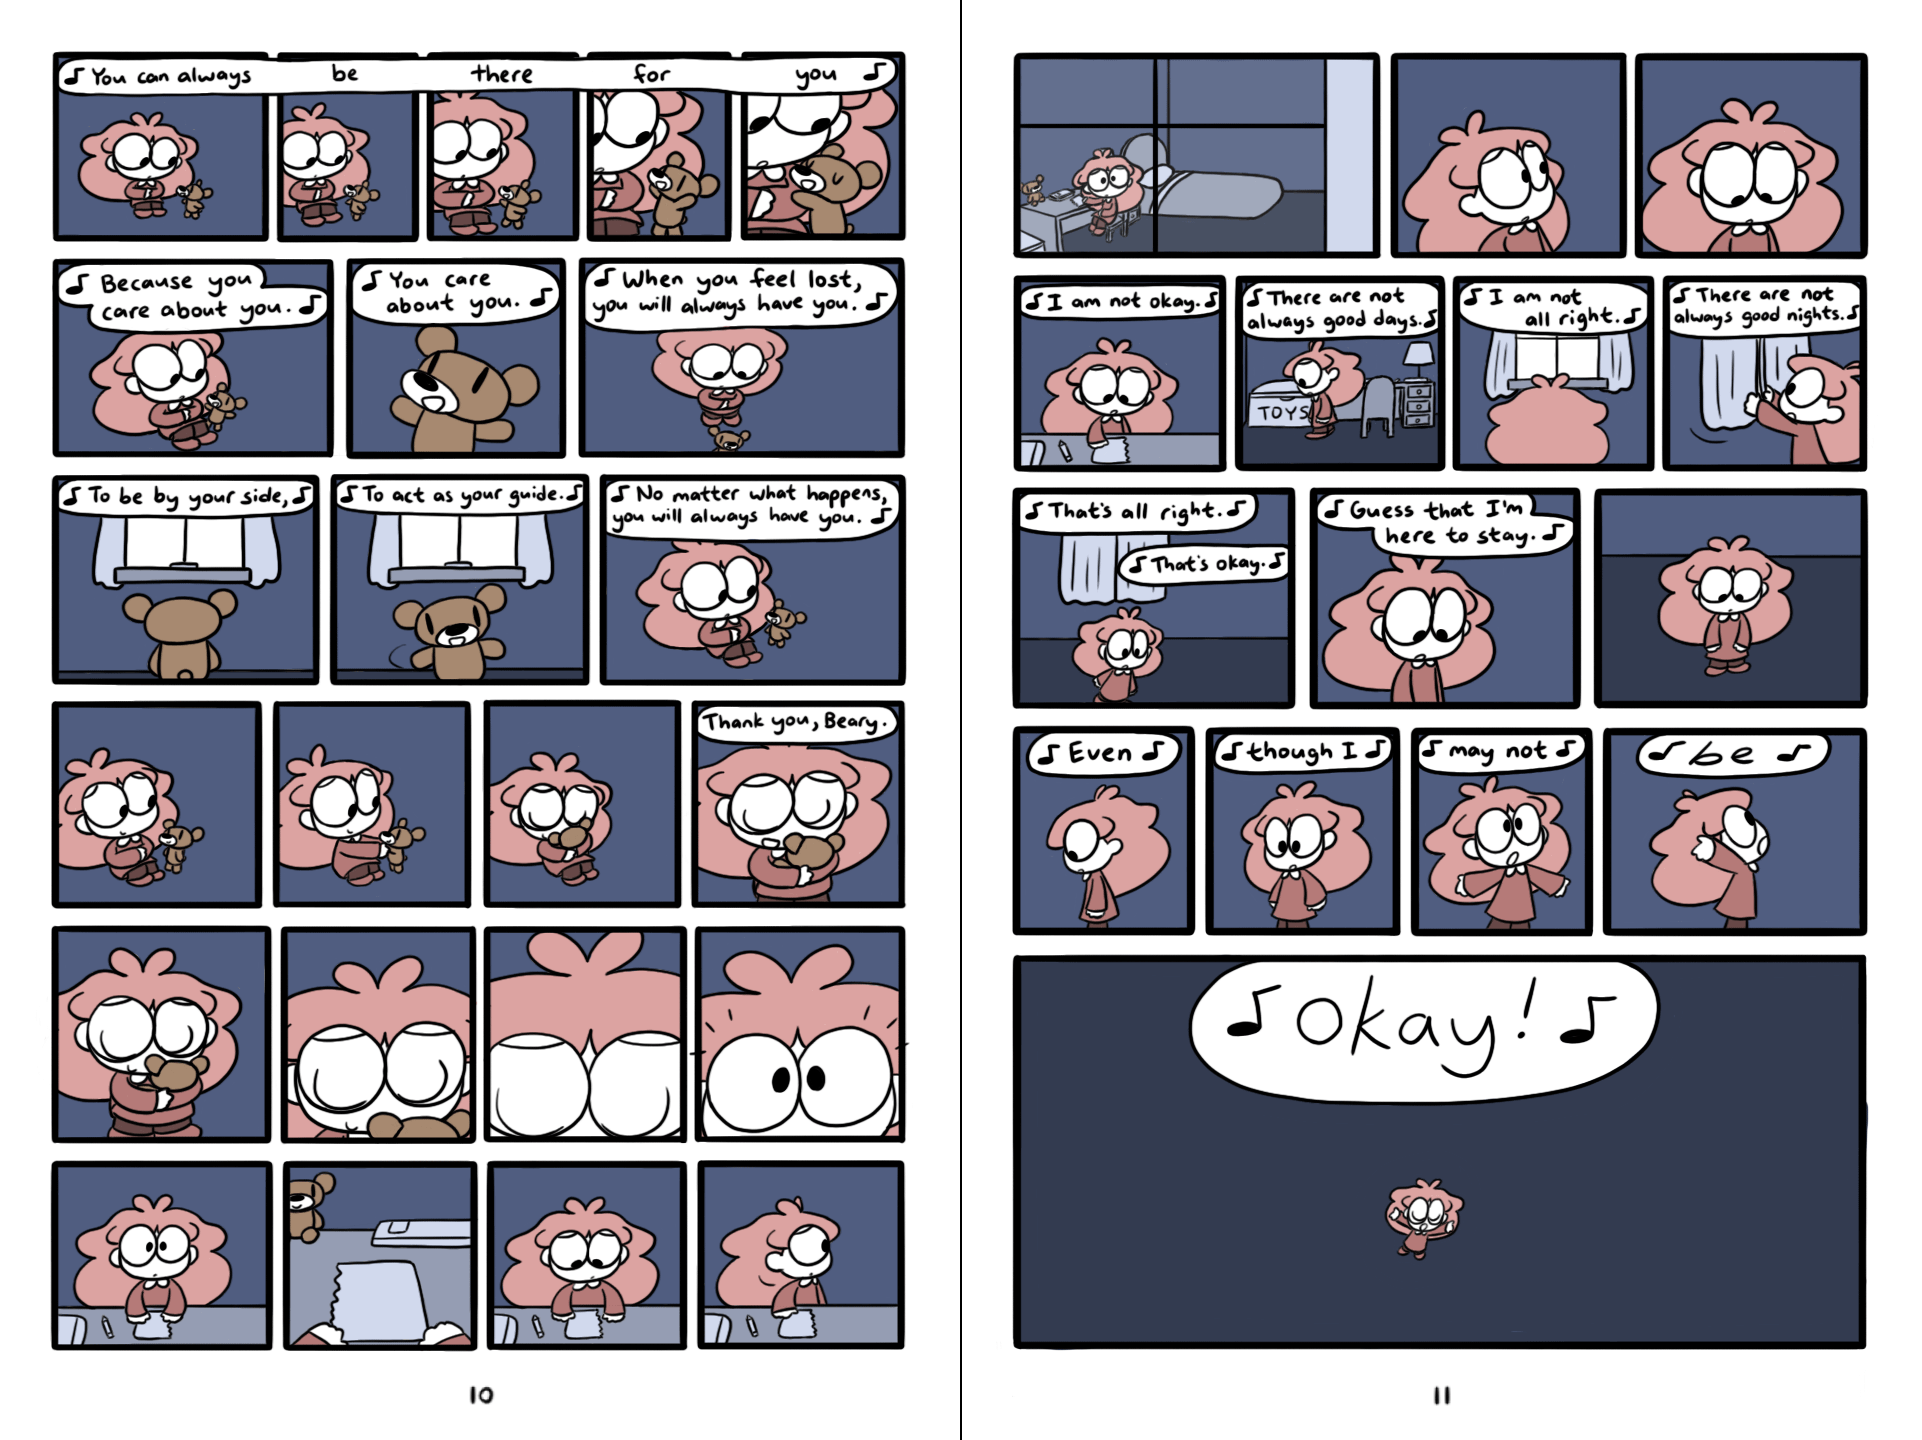 ♪ You can always be there for you ♪
♪ Because you
care about you. ♪
♪ You care
about you. ♪
♪ When you feel lost,
you will always have you. ♪
♪ To be by your side, ♪
♪ To act as your guide. ♪
♪ No matter what happens,
you will always have you. ♪
Thank you, Beary.
10
♪ I am not okay. ♪
♪ There are not
always good days. ♪
TOYS
♪ I am not
all right. ♪
♪ There are not
always good nights. ♪
♪ That's all right. ♪
♪ That's okay. ♪
♪ Guess that I'm
here to stay. ♪
♪ Even ♪
♪ though I ♪
♪ may not ♪
♪ be ♪
♪ okay! ♪
11